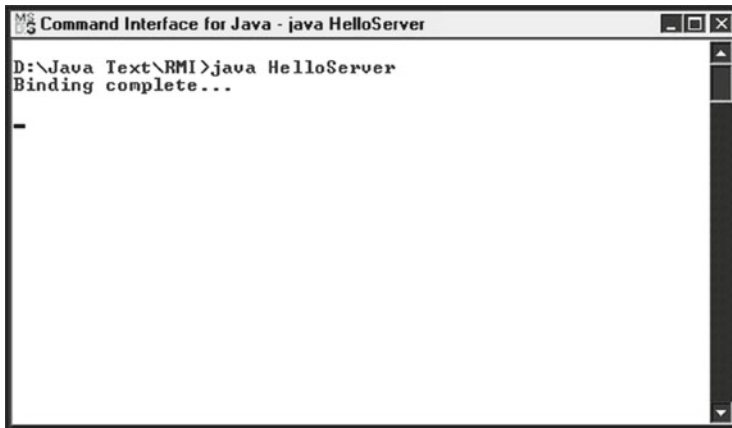 Command Interface for Java - java HelloServer
D:\Java Text\RMI>java HelloServer
Binding complete...